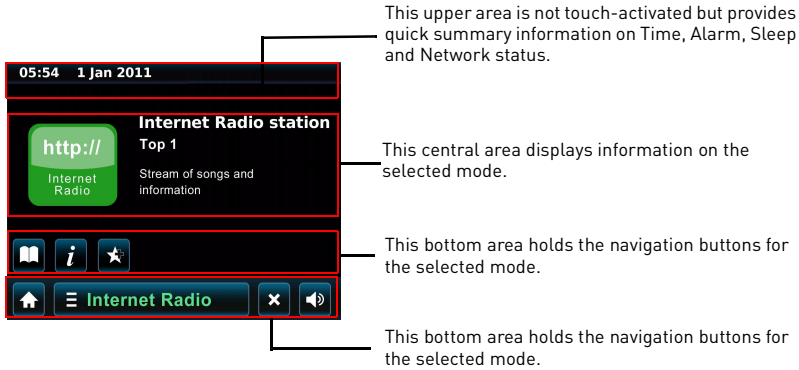 This upper area is not touch-activated but provides
quick summary information on Time, Alarm, Sleep
and Network status.
05:54 1 Jan 2011
Internet Radio station
http://
Top 1
Internet
Radio
Stream of songs and
information
This central area displays information on the
selected mode.
i
This bottom area holds the navigation buttons for
the selected mode.
Internet Radio
This bottom area holds the navigation buttons for
the selected mode.